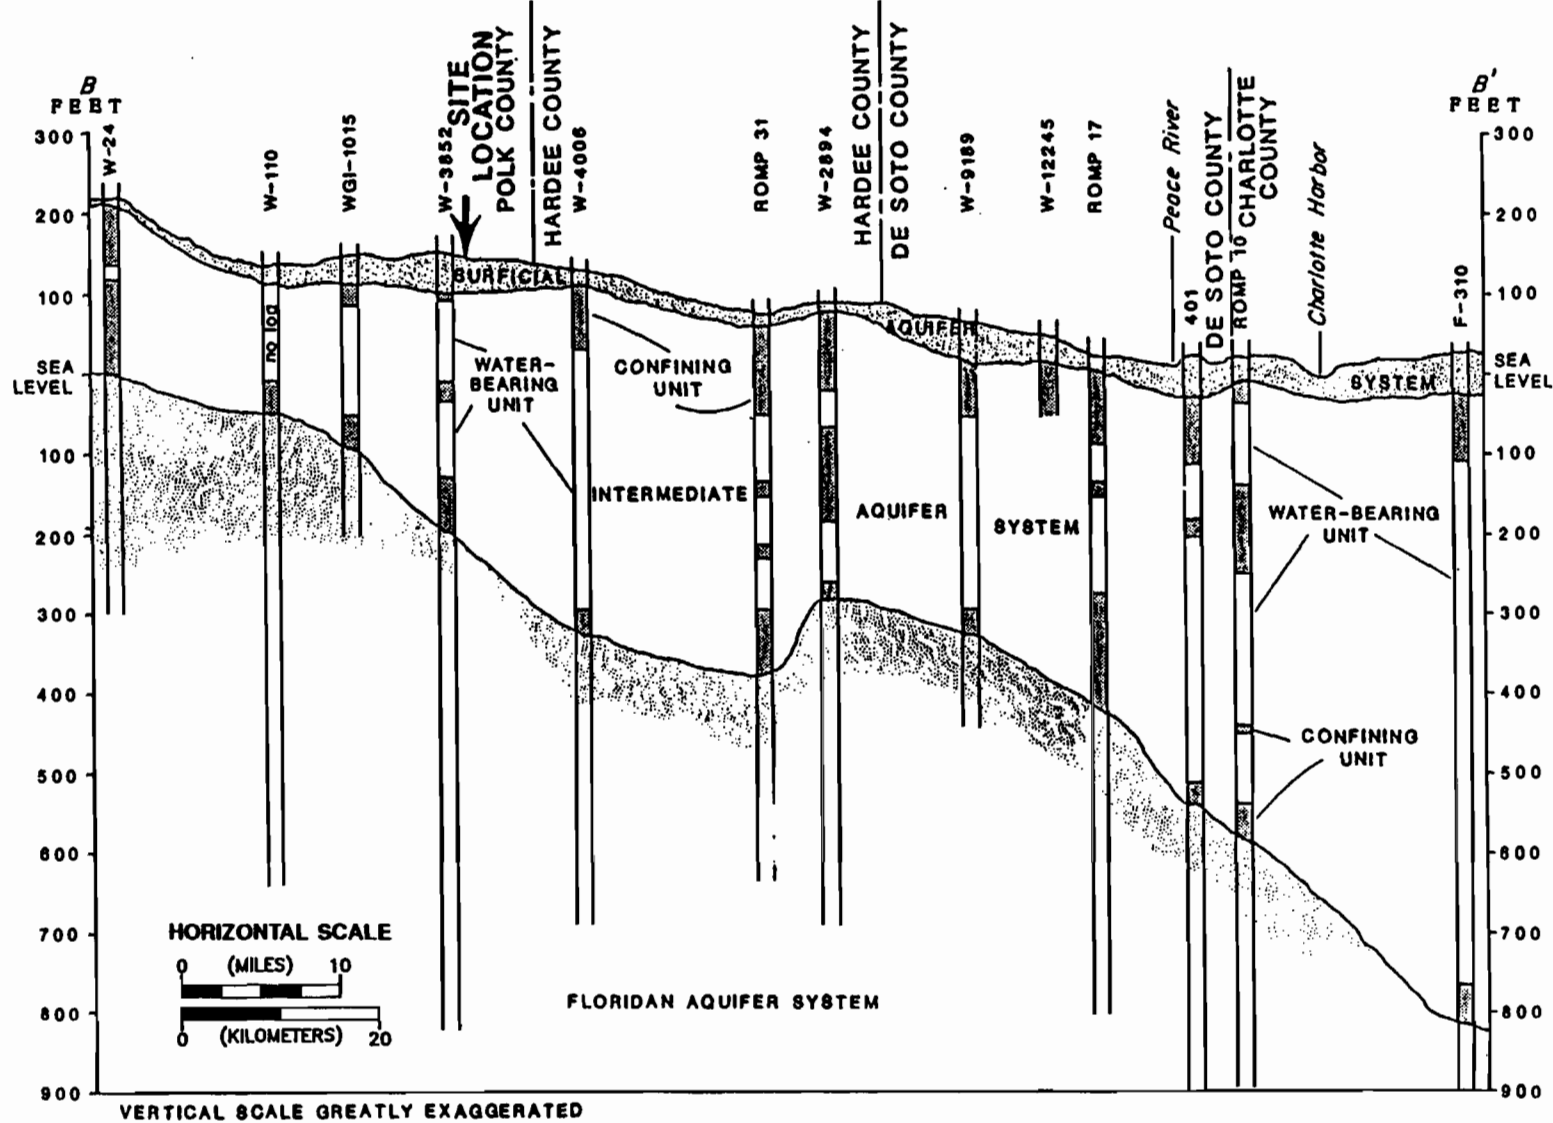 B
FEET
300
200
100
SEA
LEVEL
100
200
300
400
500
600
700
800
900
W-24
W-110
WGI-1015
W-3852
SITE
LOCATION
POLK COUNTY
HARDEE COUNTY
W-4006
ROMP 31
W-2894
HARDEE COUNTY
DE SOTO COUNTY
W-9189
W-12245
ROMP 17
Peace River
401
DE SOTO COUNTY
ROMP 10
CHARLOTTE
COUNTY
Charlotte Harbor
F-310
B'
FEET
300
200
100
SEA
LEVEL
100
200
300
400
500
600
700
800
900
SURFICIAL
AQUIFER
SYSTEM
no log
WATER-
BEARING
UNIT
CONFINING
UNIT
INTERMEDIATE
AQUIFER
SYSTEM
WATER-BEARING
UNIT
CONFINING
UNIT
HORIZONTAL SCALE
0 (MILES) 10
0 (KILOMETERS) 20
FLORIDAN AQUIFER SYSTEM
VERTICAL SCALE GREATLY EXAGGERATED